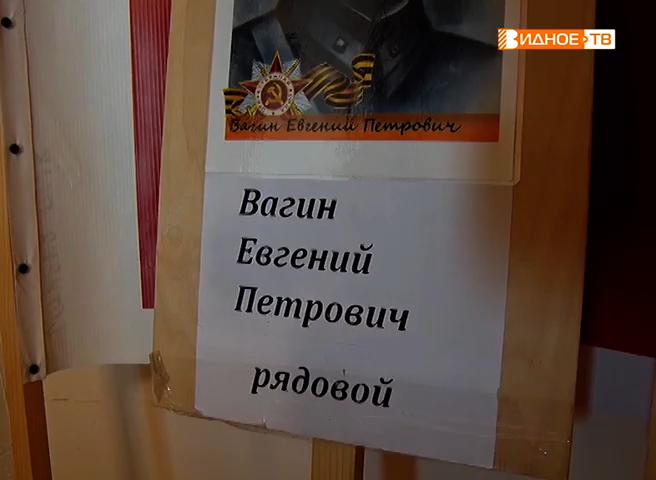 ВИДНОЕ ТВ
Вагин Евгений Петрович
Вагин
Евгений
Петрович
рядовой